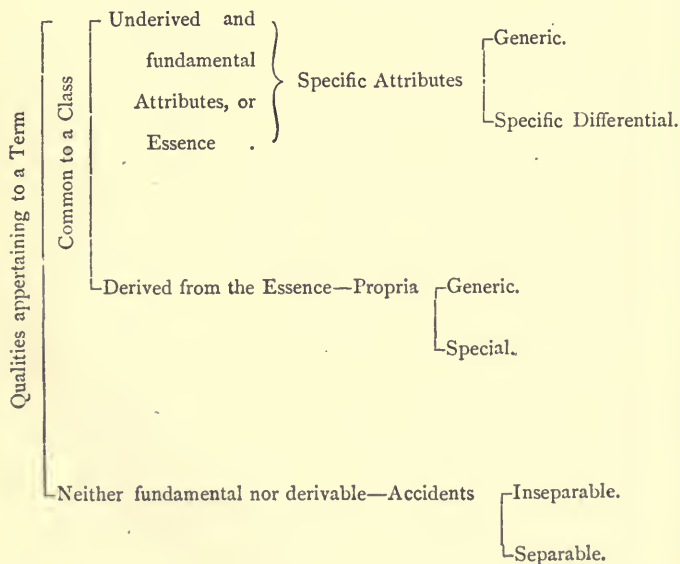 Qualities appertaining to a Term
Common to a Class
Underived and
fundamental
Attributes, or
Essence .
Specific Attributes
Generic.
Specific Differential.
Derived from the Essence—Propria
Generic.
Special.
Neither fundamental nor derivable—Accidents
Inseparable.
Separable.